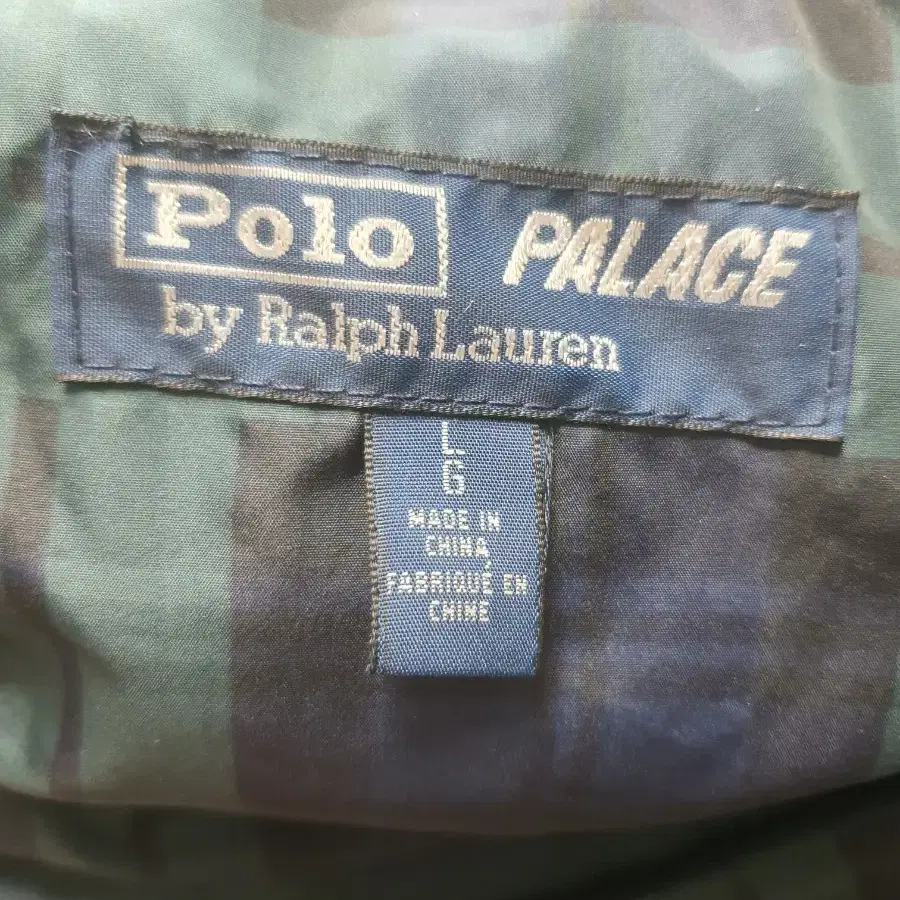 Polo PALACE
by Ralph Lauren
L
G
MADE IN
CHINA
FABRIQUÉ EN
CHINE